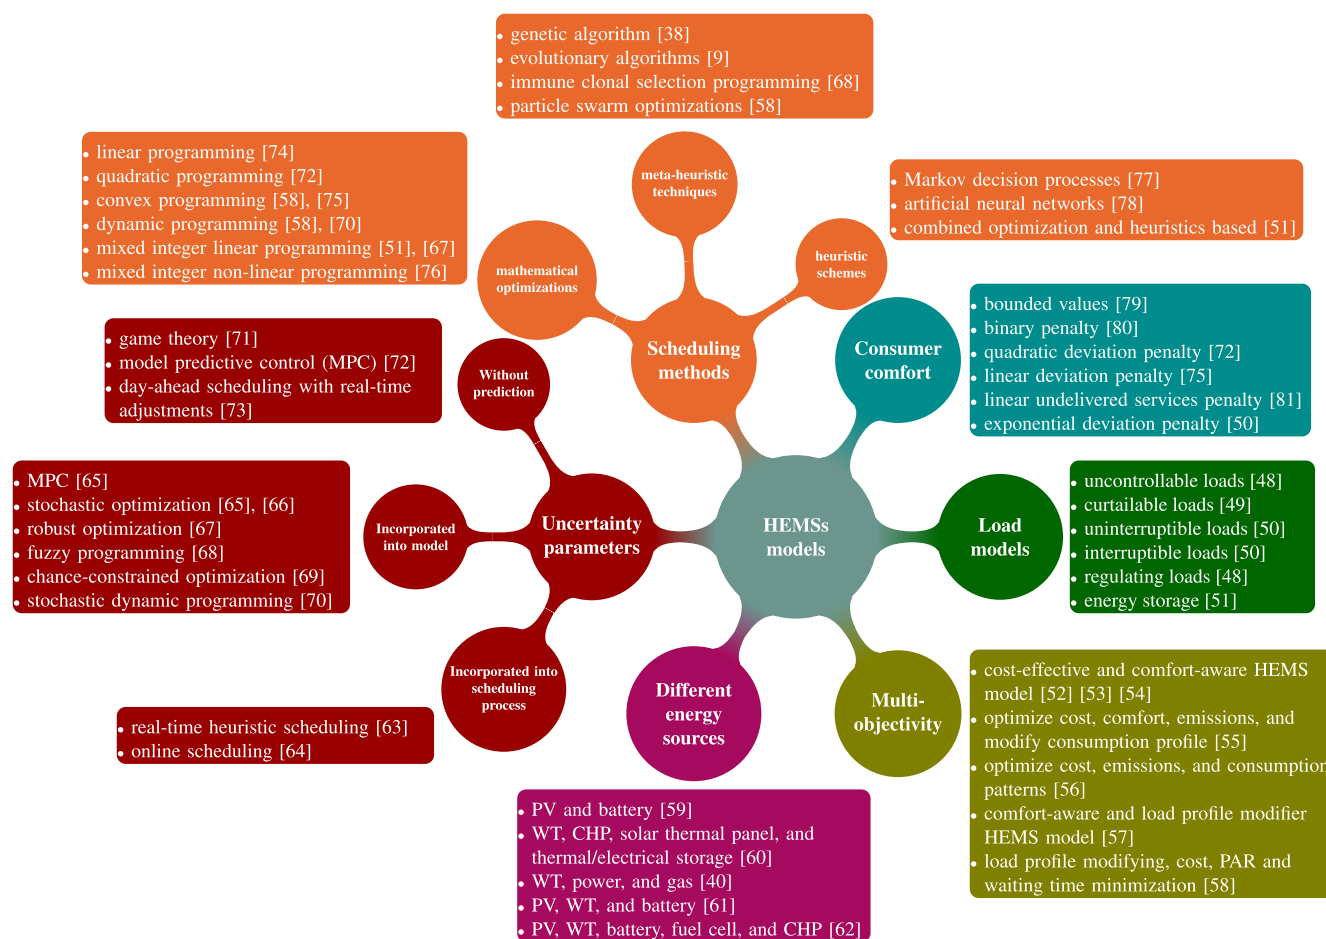 • genetic algorithm [38]
• evolutionary algorithms [9]
• immune clonal selection programming [68]
• particle swarm optimizations [58]
• linear programming [74]
• quadratic programming [72]
• convex programming [58], [75]
• dynamic programming [58], [70]
• mixed integer linear programming [51], [67]
• mixed integer non-linear programming [76]
meta-heuristic
techniques
• Markov decision processes [77]
• artificial neural networks [78]
• combined optimization and heuristics based [51]
mathematical
optimizations
heuristic
schemes
Scheduling
methods
Consumer
comfort
• bounded values [79]
• binary penalty [80]
• quadratic deviation penalty [72]
• linear deviation penalty [75]
• linear undelivered services penalty [81]
• exponential deviation penalty [50]
• game theory [71]
• model predictive control (MPC) [72]
• day-ahead scheduling with real-time
adjustments [73]
Without
prediction
• MPC [65]
• stochastic optimization [65], [66]
• robust optimization [67]
• fuzzy programming [68]
• chance-constrained optimization [69]
• stochastic dynamic programming [70]
Incorporated
into model
Uncertainty
parameters
HEMSs
models
Load
models
• uncontrollable loads [48]
• curtailable loads [49]
• uninterruptible loads [50]
• interruptible loads [50]
• regulating loads [48]
• energy storage [51]
Incorporated into
scheduling
process
• real-time heuristic scheduling [63]
• online scheduling [64]
Different
energy
sources
Multi-
objectivity
• cost-effective and comfort-aware HEMS
model [52] [53] [54]
• optimize cost, comfort, emissions, and
modify consumption profile [55]
• optimize cost, emissions, and consumption
patterns [56]
• comfort-aware and load profile modifier
HEMS model [57]
• load profile modifying, cost, PAR and
waiting time minimization [58]
• PV and battery [59]
• WT, CHP, solar thermal panel, and
thermal/electrical storage [60]
• WT, power, and gas [40]
• PV, WT, and battery [61]
• PV, WT, battery, fuel cell, and CHP [62]